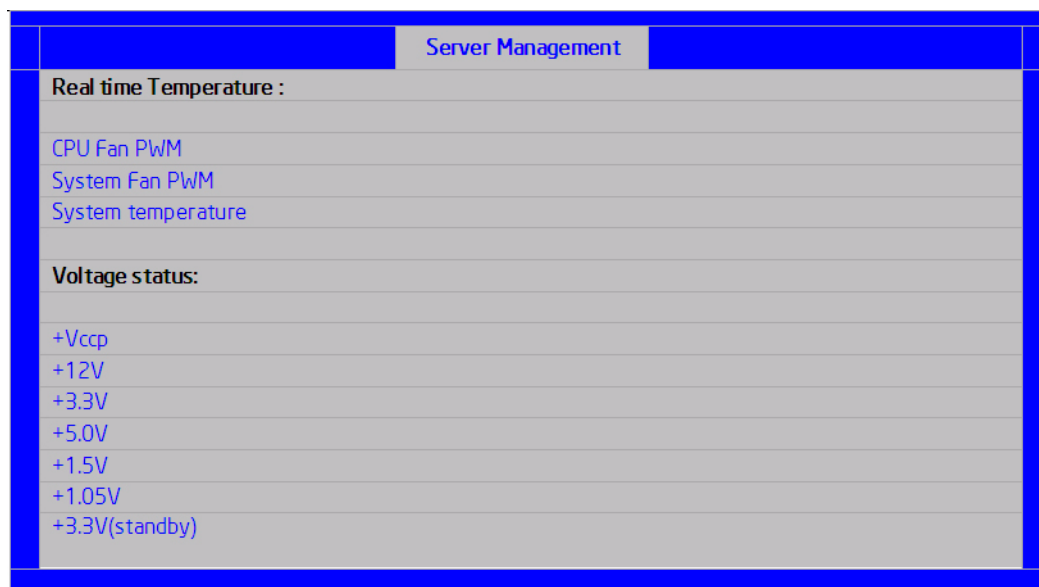 Server Management
Real time Temperature :
CPU Fan PWM
System Fan PWM
System temperature
Voltage status:
+Vccp
+12V
+3.3V
+5.0V
+1.5V
+1.05V
+3.3V(standby)